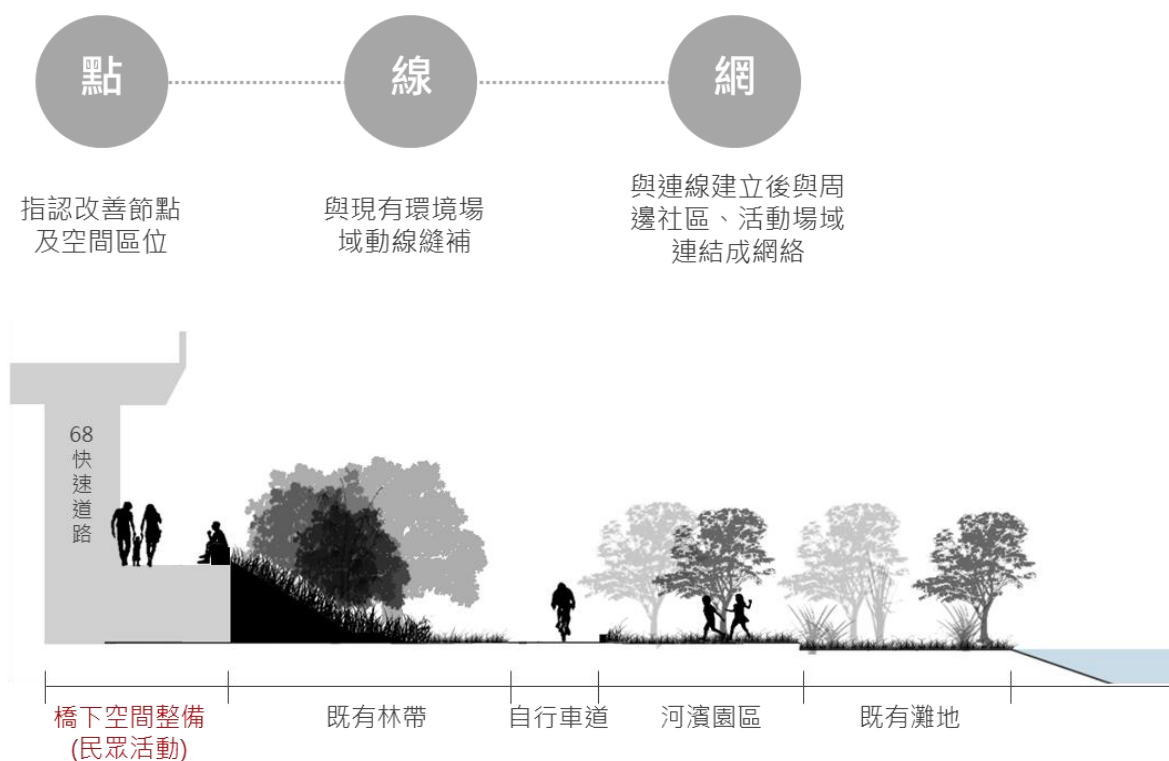 點
線
網
指認改善節點
及空間區位
與現有環境場
域動線縫補
與連線建立後與周
邊社區、活動場域
連結成網絡
68
快
速
道
路
橋下空間整備
(民眾活動)
既有林帶
自行車道
河濱園區
既有灘地